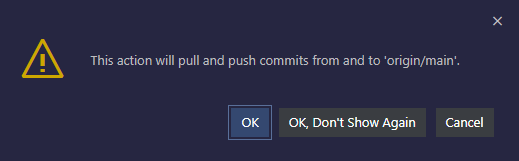 This action will pull and push commits from and to 'origin/main'.
OK
OK, Don't Show Again
Cancel